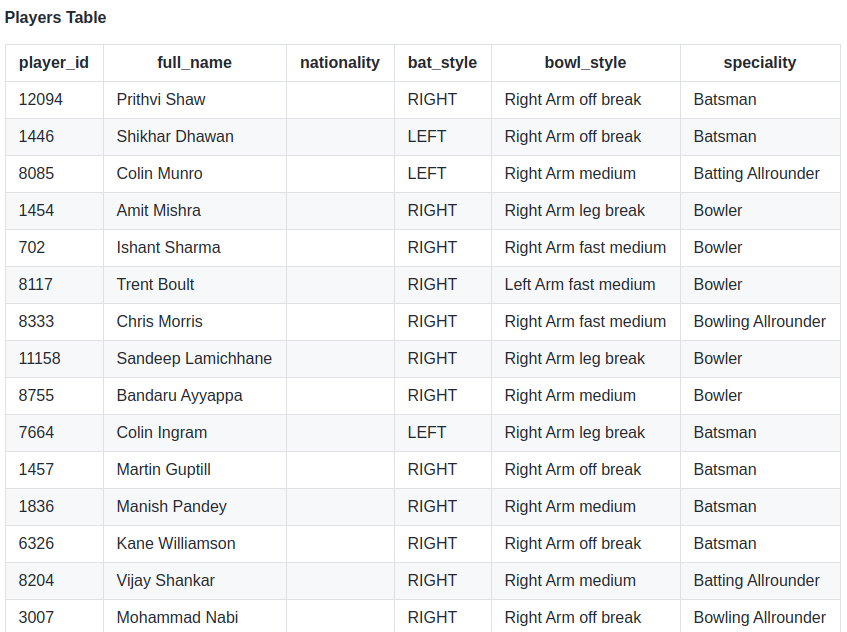 Players Table
player_id full_name nationality bat_style bowl_style speciality
12094 Prithvi Shaw RIGHT Right Arm off break Batsman
1446 Shikhar Dhawan LEFT Right Arm off break Batsman
8085 Colin Munro LEFT Right Arm medium Batting Allrounder
1454 Amit Mishra RIGHT Right Arm leg break Bowler
702 Ishant Sharma RIGHT Right Arm fast medium Bowler
8117 Trent Boult RIGHT Left Arm fast medium Bowler
8333 Chris Morris RIGHT Right Arm fast medium Bowling Allrounder
11158 Sandeep Lamichhane RIGHT Right Arm leg break Bowler
8755 Bandaru Ayyappa RIGHT Right Arm medium Bowler
7664 Colin Ingram LEFT Right Arm leg break Batsman
1457 Martin Guptill RIGHT Right Arm off break Batsman
1836 Manish Pandey RIGHT Right Arm medium Batsman
6326 Kane Williamson RIGHT Right Arm off break Batsman
8204 Vijay Shankar RIGHT Right Arm medium Batting Allrounder
3007 Mohammad Nabi RIGHT Right Arm off break Bowling Allrounder